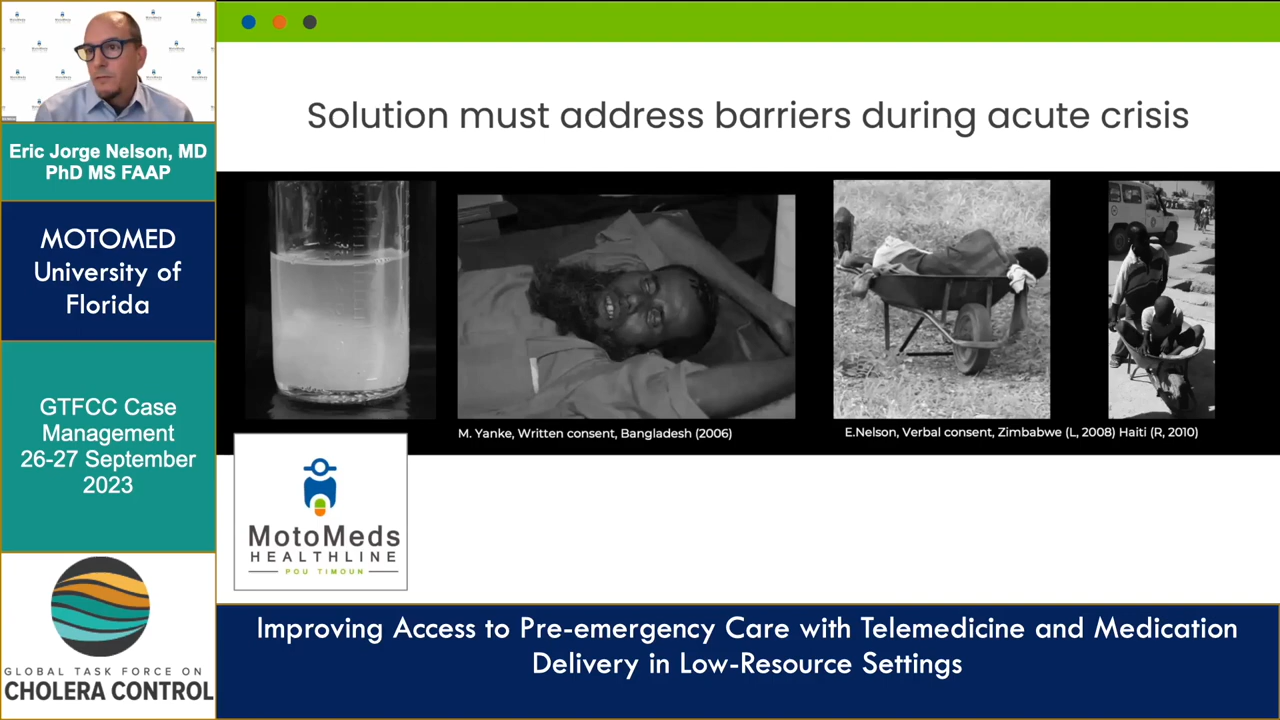 Eric Jorge Nelson, MD
PhD MS FAAP
MOTOMED
University of
Florida
GTFCC Case
Management
26-27 September
2023
GLOBAL TASK FORCE ON
CHOLERA CONTROL
Solution must address barriers during acute crisis
M. Yanke, Written consent, Bangladesh (2006)
E.Nelson, Verbal consent, Zimbabwe (L, 2008) Haiti (R, 2010)
MotoMeds
HEALTHLINE
POU TIMOUN
Improving Access to Pre-emergency Care with Telemedicine and Medication
Delivery in Low-Resource Settings